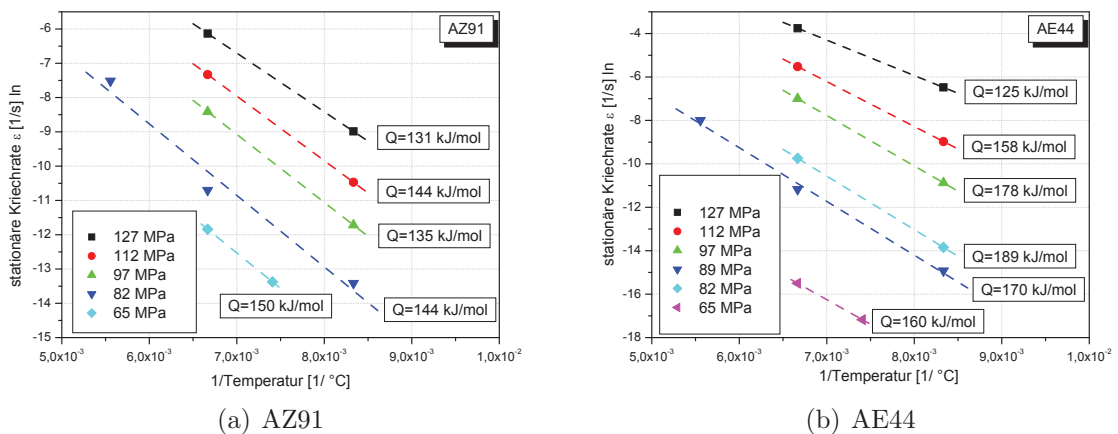 AZ91
stationäre Kriechrate ε [1/s] ln
-6
-7
-8
-9
-10
-11
-12
-13
-14
-15
Q=131 kJ/mol
Q=144 kJ/mol
Q=135 kJ/mol
Q=150 kJ/mol
Q=144 kJ/mol
127 MPa
112 MPa
97 MPa
82 MPa
65 MPa
5,0x10⁻³
6,0x10⁻³
7,0x10⁻³
8,0x10⁻³
9,0x10⁻³
1,0x10⁻²
1/Temperatur [1/ °C]
(a) AZ91
AE44
stationäre Kriechrate ε [1/s] ln
-4
-6
-8
-10
-12
-14
-16
-18
Q=125 kJ/mol
Q=158 kJ/mol
Q=178 kJ/mol
Q=189 kJ/mol
Q=170 kJ/mol
Q=160 kJ/mol
127 MPa
112 MPa
97 MPa
89 MPa
82 MPa
65 MPa
5,0x10⁻³
6,0x10⁻³
7,0x10⁻³
8,0x10⁻³
9,0x10⁻³
1,0x10⁻²
1/Temperatur [1/ °C]
(b) AE44